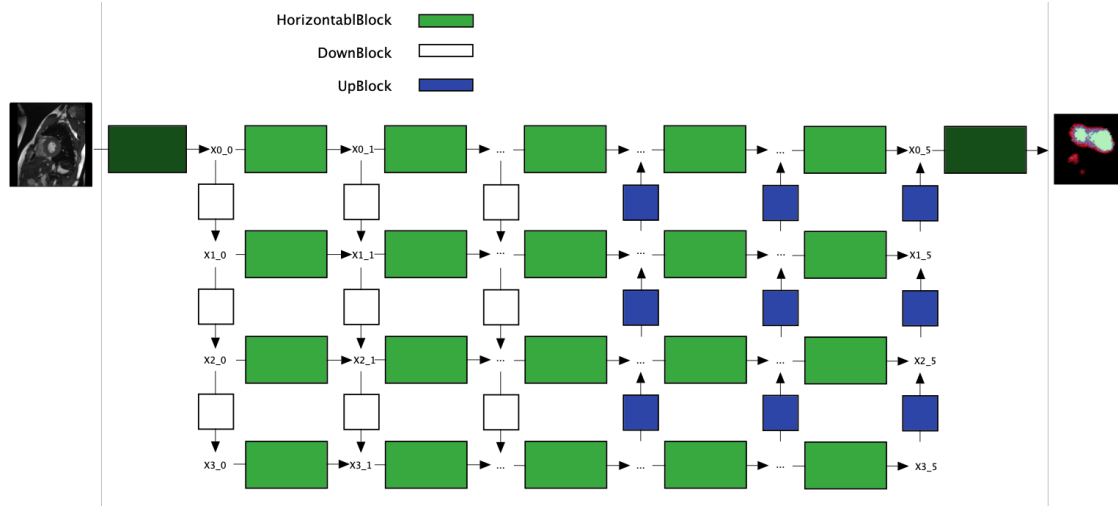 HorizontablBlock
DownBlock
UpBlock
X0_0 X0_1 ... ... ... X0_5
X1_0 X1_1 ... ... ... X1_5
X2_0 X2_1 ... ... ... X2_5
X3_0 X3_1 ... ... ... X3_5